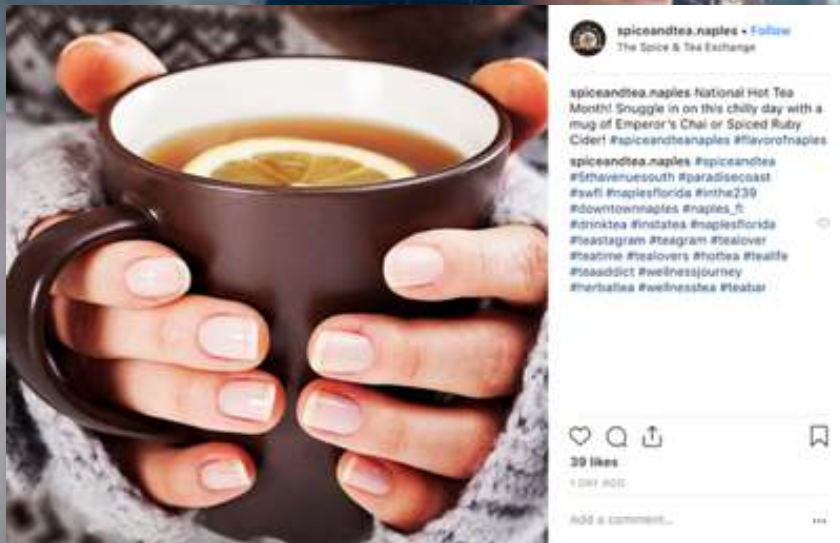 spiceandtea.naples • Follow
The Spice & Tea Exchange
spiceandtea.naples National Hot Tea
Month! Snuggle in on this chilly day with a
mug of Emperor's Chai or Spiced Ruby
Cider! #spiceandteanaples #flavorofnaples
spiceandtea.naples #spiceandtea
#5thavenuesouth #paradisecoast
#swfl #naplesflorida #inthe239
#downtownnaples #naples_fl
#drinktea #instatea #naplesflorida
#teastagram #teagram #tealover
#teatime #tealovers #hottea #tealife
#teaaddict #wellnessjourney
#herbaltea #wellnesstea #teabar
39 likes
1 DAY AGO
Add a comment...